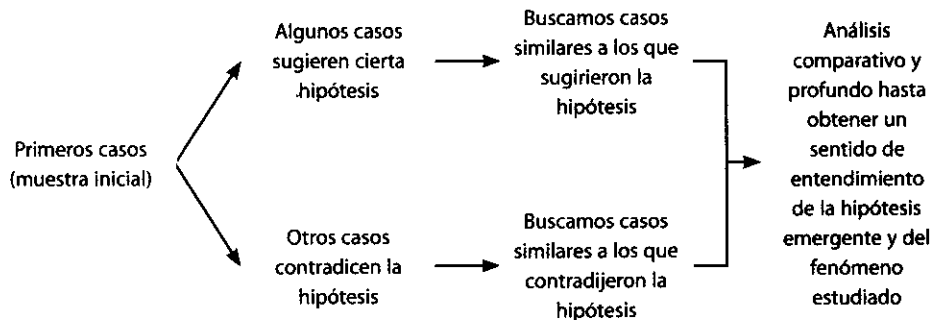 Primeros casos
(muestra inicial)
Algunos casos
sugieren cierta
hipótesis
Buscamos casos
similares a los que
sugirieron la
hipótesis
Otros casos
contradicen la
hipótesis
Buscamos casos
similares a los que
contradijeron la
hipótesis
Análisis
comparativo y
profundo hasta
obtener un
sentido de
entendimiento
de la hipótesis
emergente y del
fenómeno
estudiado